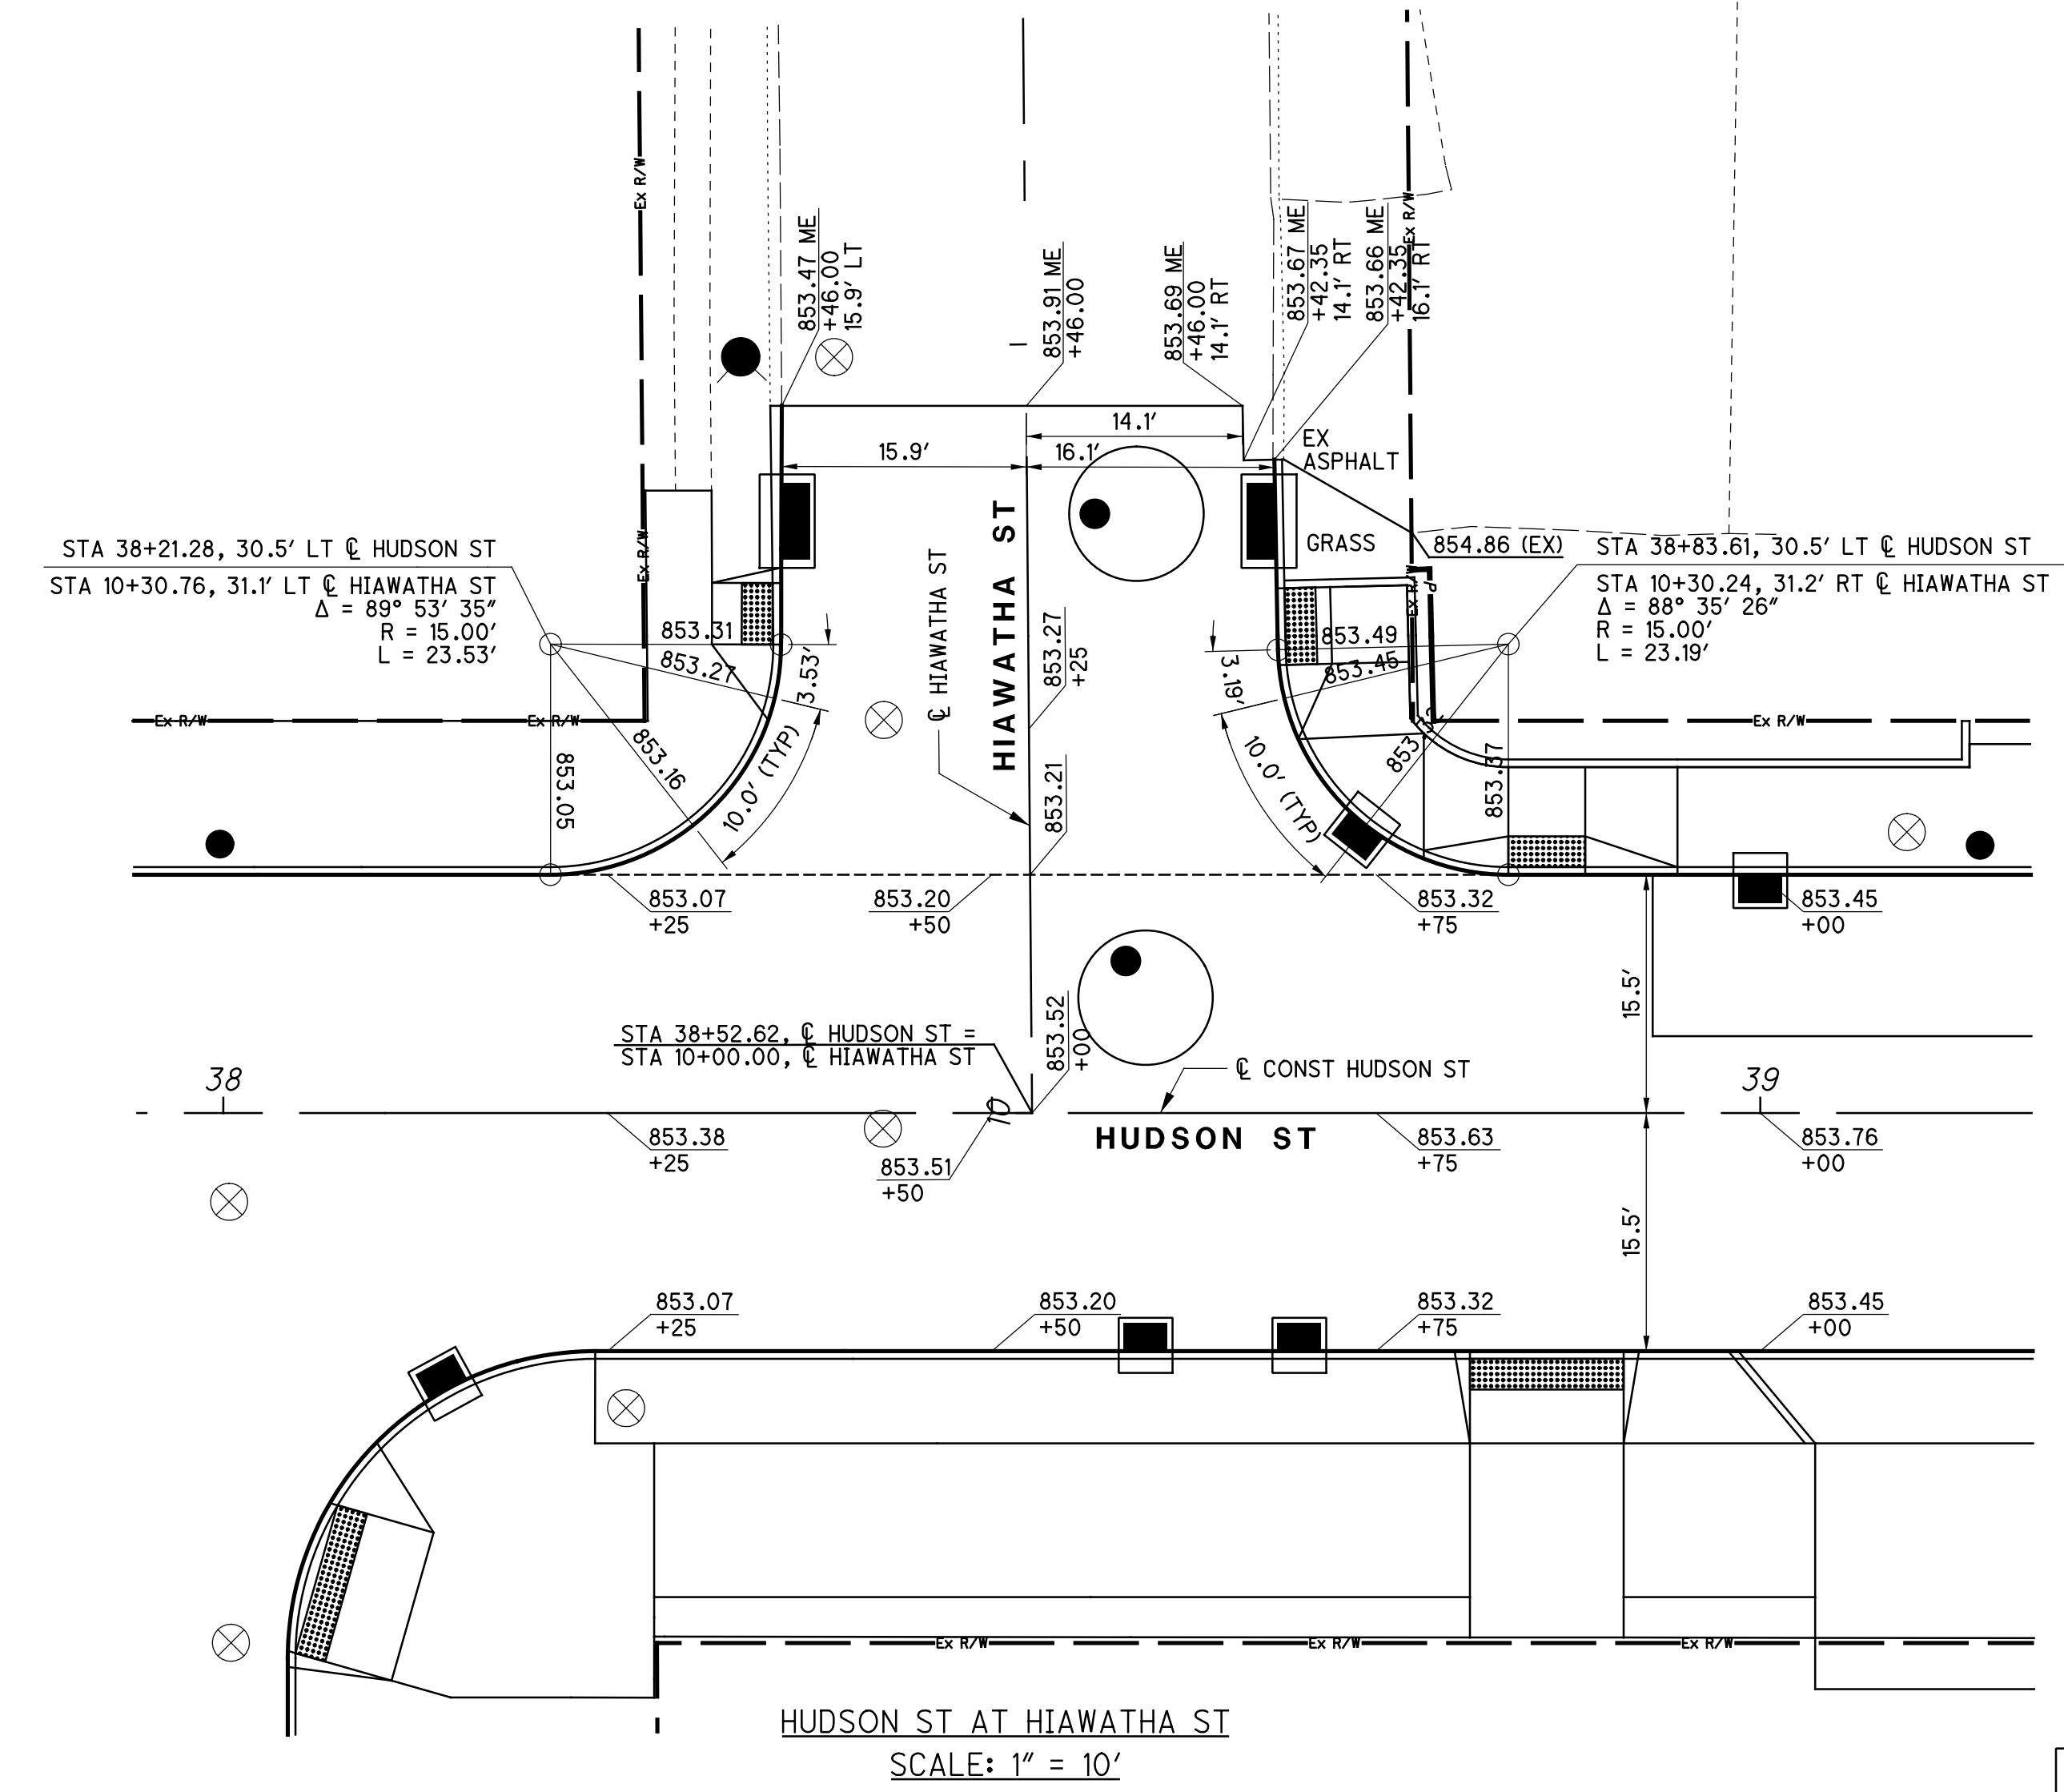 Ex R/W
853.47 ME
+46.00
15.9' LT
853.91 ME
+46.00
853.69 ME
+46.00
14.1' RT
853.67 ME
+42.35
14.1' RT
853.66 ME
+42.35
16.1' RT
Ex R/W
14.1'
15.9'
16.1'
EX
ASPHALT
GRASS
854.86 (EX)
STA 38+21.28, 30.5' LT ℄ HUDSON ST
STA 10+30.76, 31.1' LT ℄ HIAWATHA ST
Δ = 89° 53' 35"
R = 15.00'
L = 23.53'
Ex R/W
STA 38+83.61, 30.5' LT ℄ HUDSON ST
STA 10+30.24, 31.2' RT ℄ HIAWATHA ST
Δ = 88° 35' 26"
R = 15.00'
L = 23.19'
Ex R/W
P
853.31
853.27
3.53'
853.16
853.05
10.0' (TYP)
℄ HIAWATHA ST
HIAWATHA ST
853.27
+25
853.21
853.49
853.45
3.19'
10.0' (TYP)
853
853.37
Ex R/W
Ex R/W
Ex R/W
853.07
+25
853.20
+50
853.32
+75
853.45
+00
15.5'
STA 38+52.62, ℄ HUDSON ST =
STA 10+00.00, ℄ HIAWATHA ST
853.52
+00
℄ CONST HUDSON ST
38
10
39
HUDSON ST
853.38
+25
853.51
+50
853.63
+75
853.76
+00
15.5'
853.07
+25
853.20
+50
853.32
+75
853.45
+00
Ex R/W
Ex R/W
Ex R/W
HUDSON ST AT HIAWATHA ST
SCALE: 1" = 10'